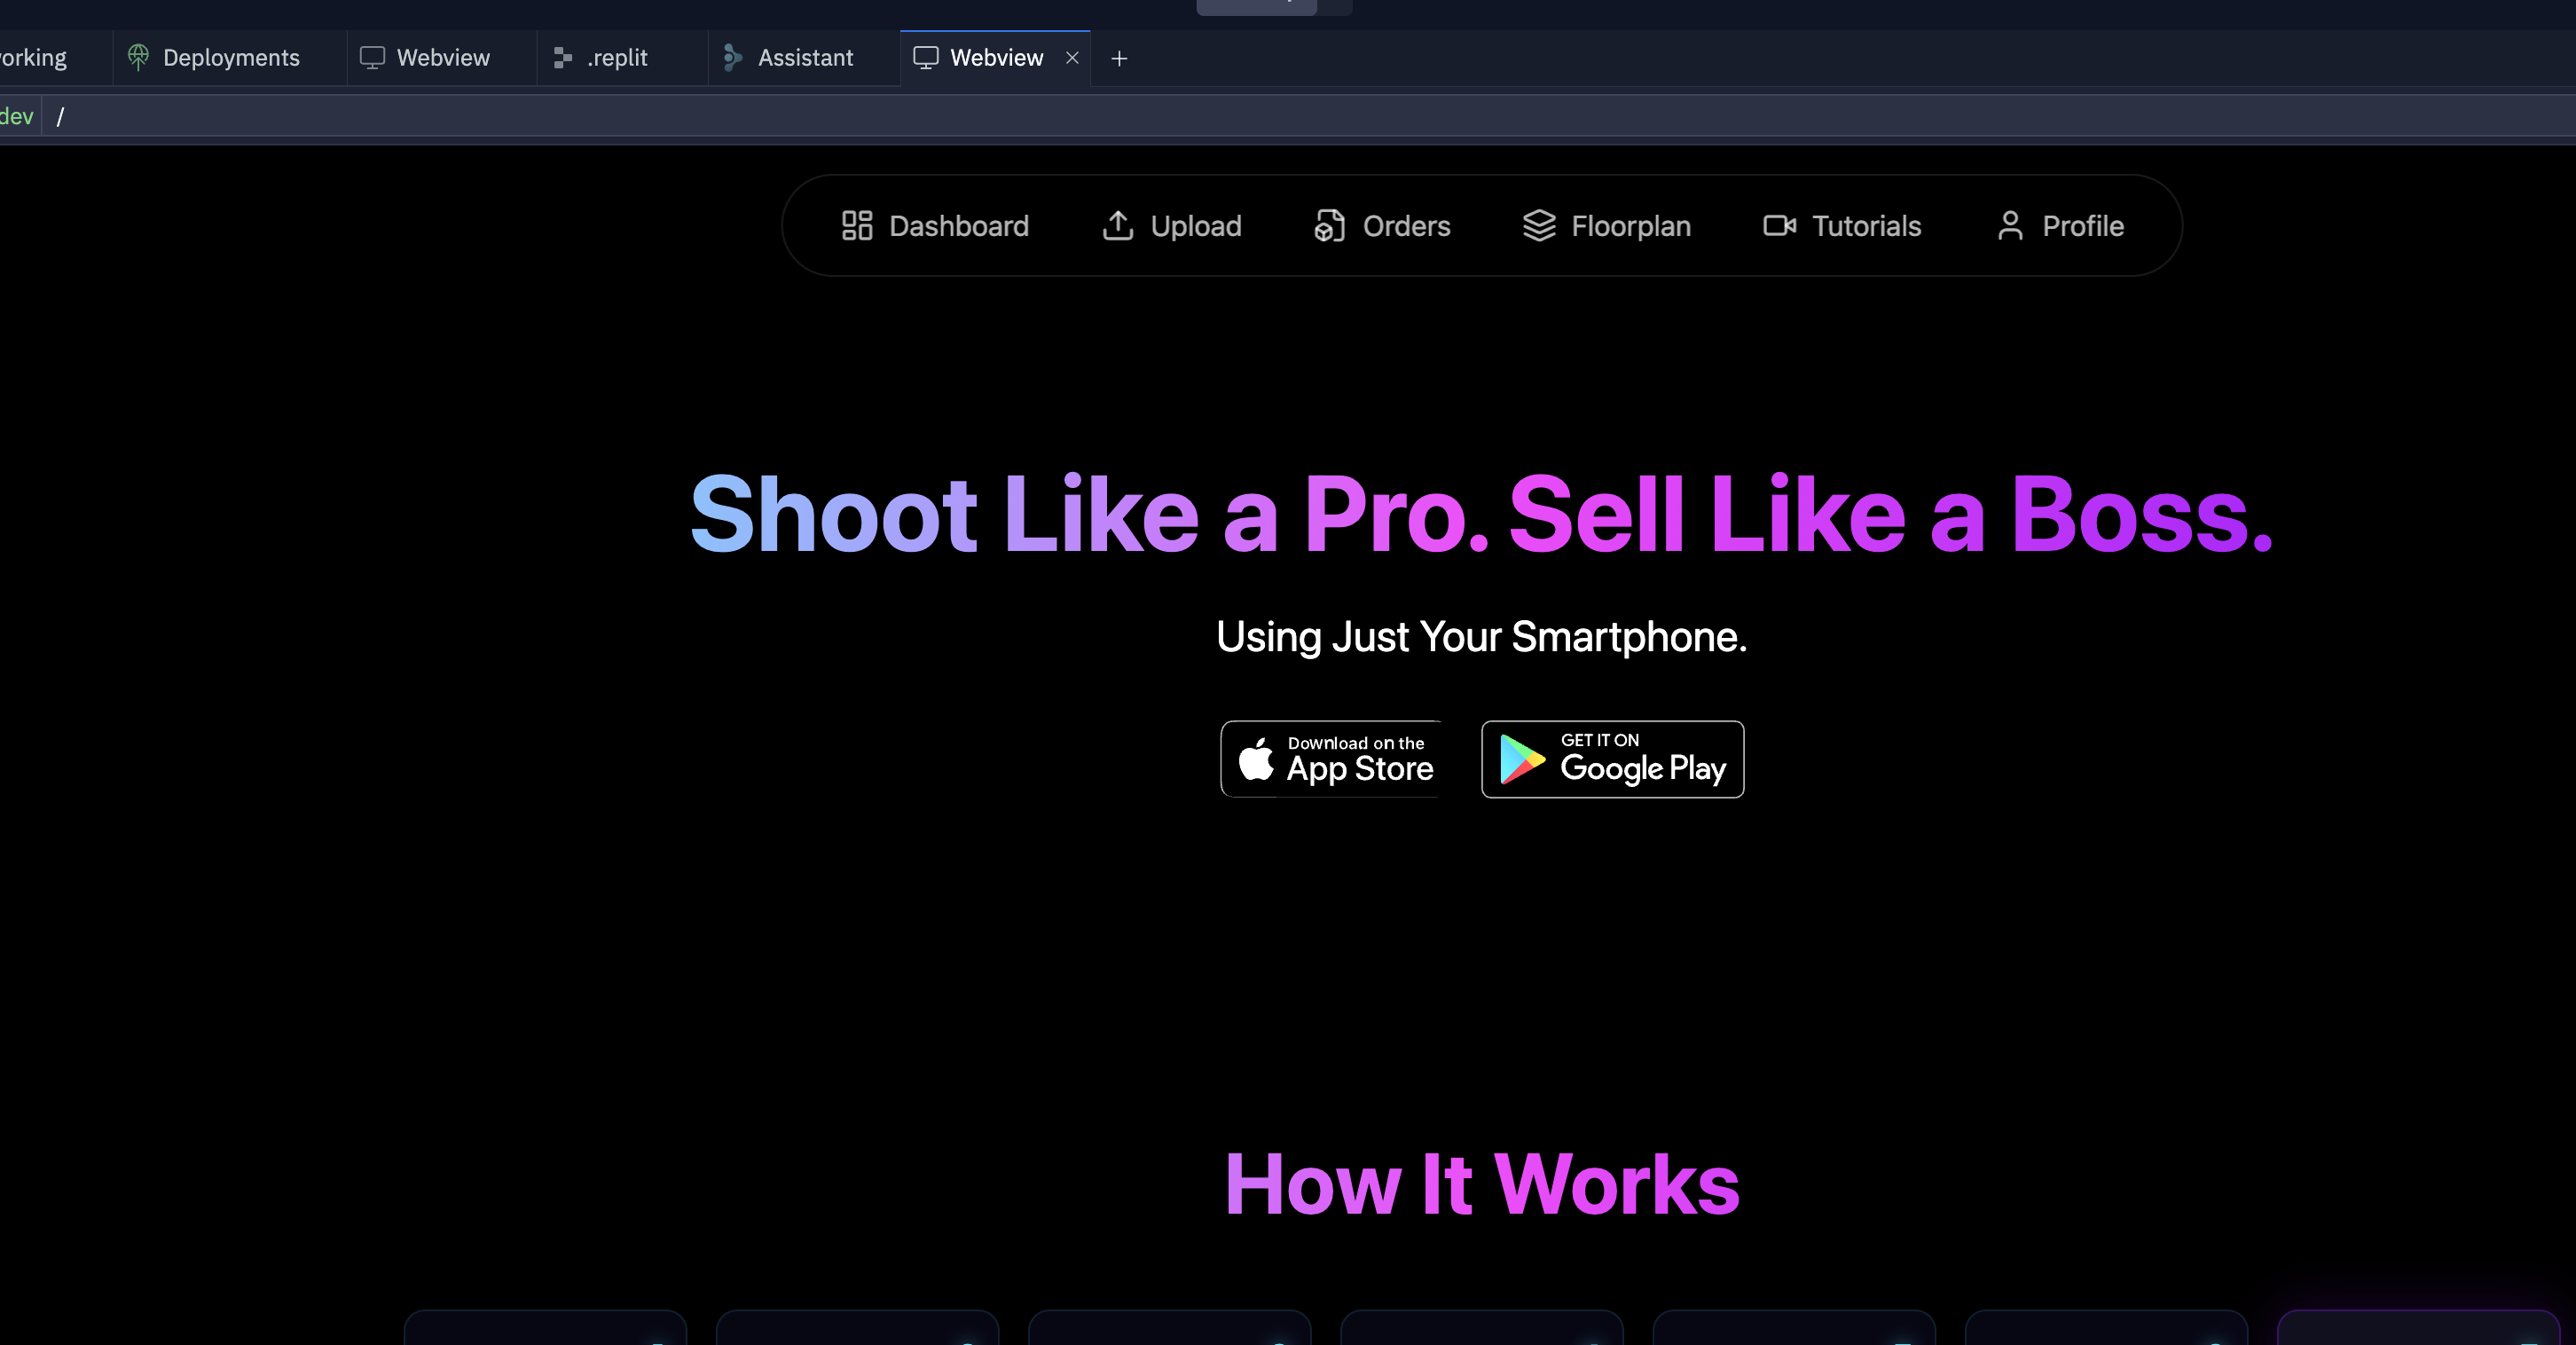 Deployments
Webview
.replit
Assistant
Webview
dev /
Dashboard
Upload
Orders
Floorplan
Tutorials
Profile
Shoot Like a Pro. Sell Like a Boss.
Using Just Your Smartphone.
Download on the
App Store
GET IT ON
Google Play
How It Works